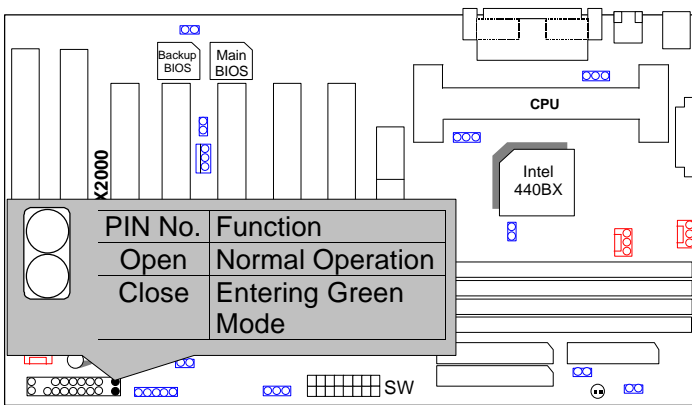 Backup
BIOS
Main
BIOS
CPU
Intel
440BX
X2000
PIN No. Function
Open Normal Operation
Close Entering Green
Mode
SW